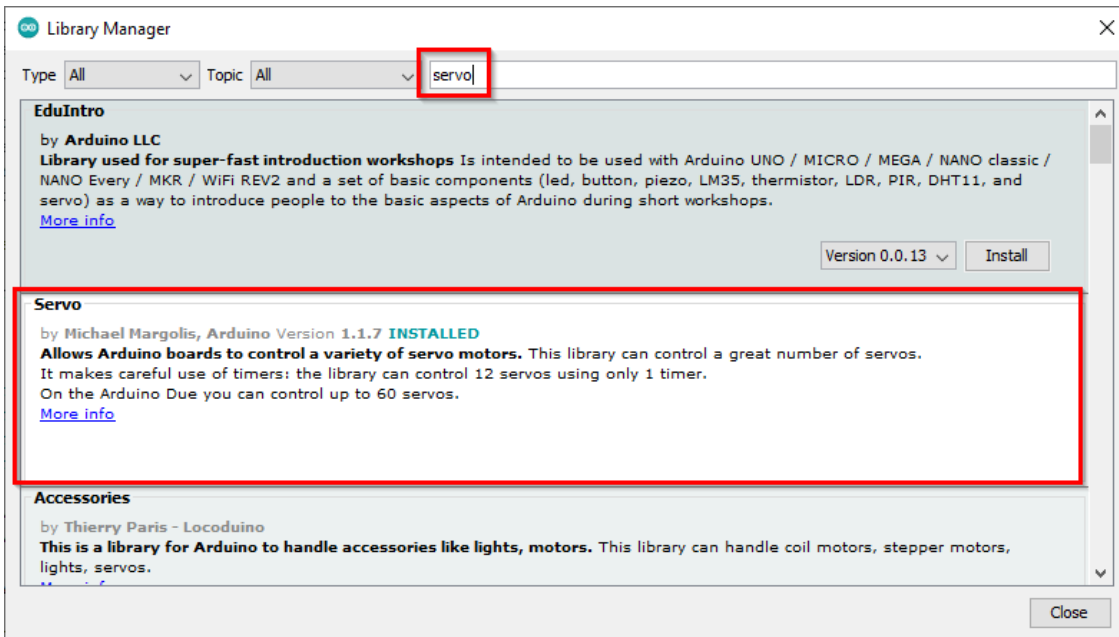 Library Manager
Type All Topic All servo
EduIntro
by Arduino LLC
Library used for super-fast introduction workshops Is intended to be used with Arduino UNO / MICRO / MEGA / NANO classic /
NANO Every / MKR / WiFi REV2 and a set of basic components (led, button, piezo, LM35, thermistor, LDR, PIR, DHT11, and
servo) as a way to introduce people to the basic aspects of Arduino during short workshops.
More info
Version 0.0.13 Install
Servo
by Michael Margolis, Arduino Version 1.1.7 INSTALLED
Allows Arduino boards to control a variety of servo motors. This library can control a great number of servos.
It makes careful use of timers: the library can control 12 servos using only 1 timer.
On the Arduino Due you can control up to 60 servos.
More info
Accessories
by Thierry Paris - Locoduino
This is a library for Arduino to handle accessories like lights, motors. This library can handle coil motors, stepper motors,
lights, servos.
Close